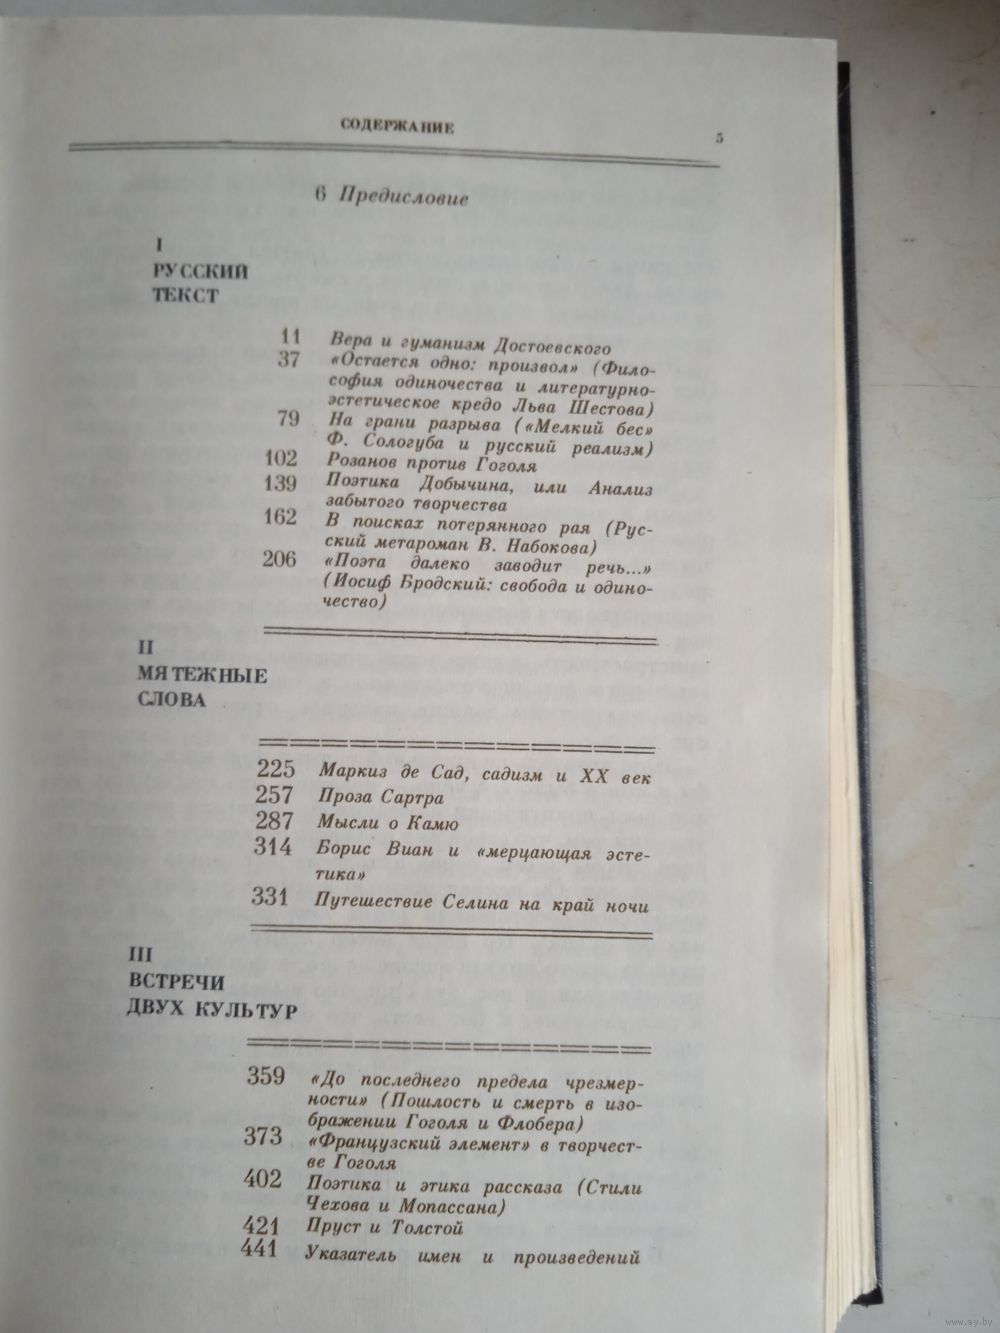 СОДЕРЖАНИЕ
5
6 Предисловие
I
РУССКИЙ
ТЕКСТ
11 Вера и гуманизм Достоевского
37 «Остается одно: произвол» (Фило-
софия одиночества и литературно-
эстетическое кредо Льва Шестова)
79 На грани разрыва («Мелкий бес»
Ф. Сологуба и русский реализм)
102 Розанов против Гоголя
139 Поэтика Добычина, или Анализ
забытого творчества
162 В поисках потерянного рая (Рус-
ский метароман В. Набокова)
206 «Поэта далеко заводит речь...»
(Иосиф Бродский: свобода и одино-
чество)
II
МЯТЕЖНЫЕ
СЛОВА
225 Маркиз де Сад, садизм и XX век
257 Проза Сартра
287 Мысли о Камю
314 Борис Виан и «мерцающая эсте-
тика»
331 Путешествие Селина на край ночи
III
ВСТРЕЧИ
ДВУХ КУЛЬТУР
359 «До последнего предела чрезмер-
ности» (Пошлость и смерть в изо-
бражении Гоголя и Флобера)
373 «Французский элемент» в творчест-
ве Гоголя
402 Поэтика и этика рассказа (Стили
Чехова и Мопассана)
421 Пруст и Толстой
441 Указатель имен и произведений
www.ay.by